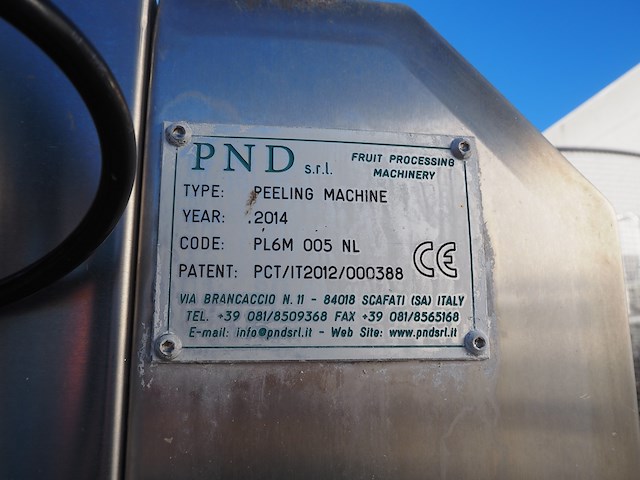 PND s.r.l. FRUIT PROCESSING
MACHINERY
TYPE: PEELING MACHINE
YEAR: 2014
CODE: PL6M 005 NL
PATENT: PCT/IT2012/000388 CE
VIA BRANCACCIO N. 11 - 84018 SCAFATI (SA) ITALY
TEL. +39 081/8509368 FAX +39 081/8565168
E-mail: info@pndsrl.it - Web Site: www.pndsrl.it